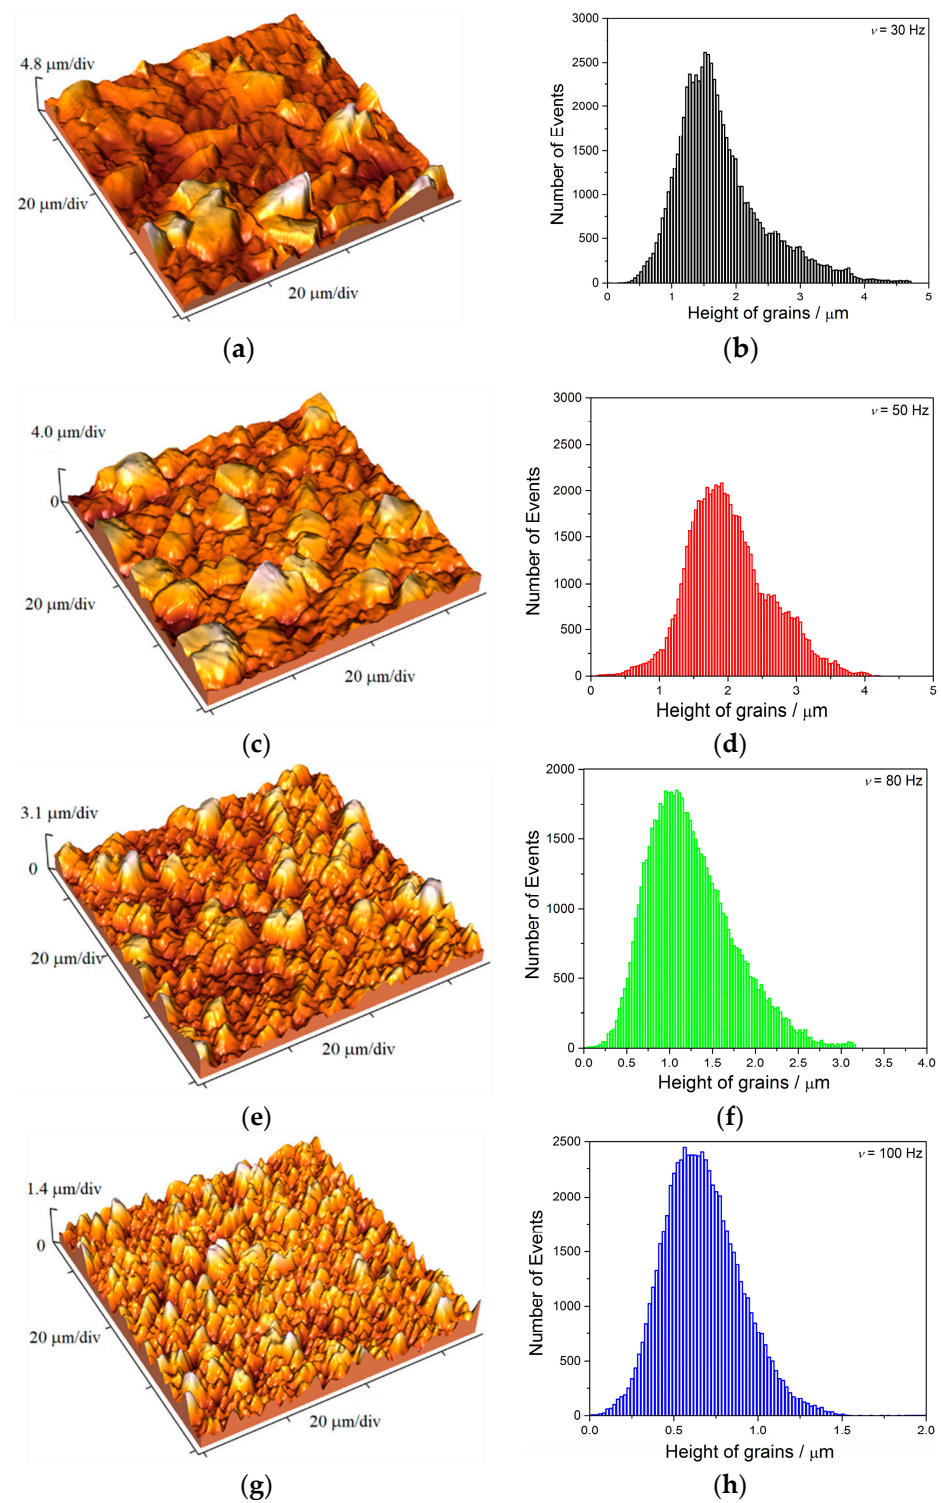 4.8 µm/div
0
20 µm/div
20 µm/div
(a)
ν = 30 Hz
Number of Events
3000
2500
2000
1500
1000
500
0
0 1 2 3 4 5
Height of grains / µm
(b)
4.0 µm/div
0
20 µm/div
20 µm/div
(c)
ν = 50 Hz
Number of Events
3000
2500
2000
1500
1000
500
0
0 1 2 3 4 5
Height of grains / µm
(d)
3.1 µm/div
0
20 µm/div
20 µm/div
(e)
ν = 80 Hz
Number of Events
2000
1500
1000
500
0
0.0 0.5 1.0 1.5 2.0 2.5 3.0 3.5 4.0
Height of grains / µm
(f)
1.4 µm/div
0
20 µm/div
20 µm/div
(g)
ν = 100 Hz
Number of Events
2500
2000
1500
1000
500
0
0.0 0.5 1.0 1.5 2.0
Height of grains / µm
(h)